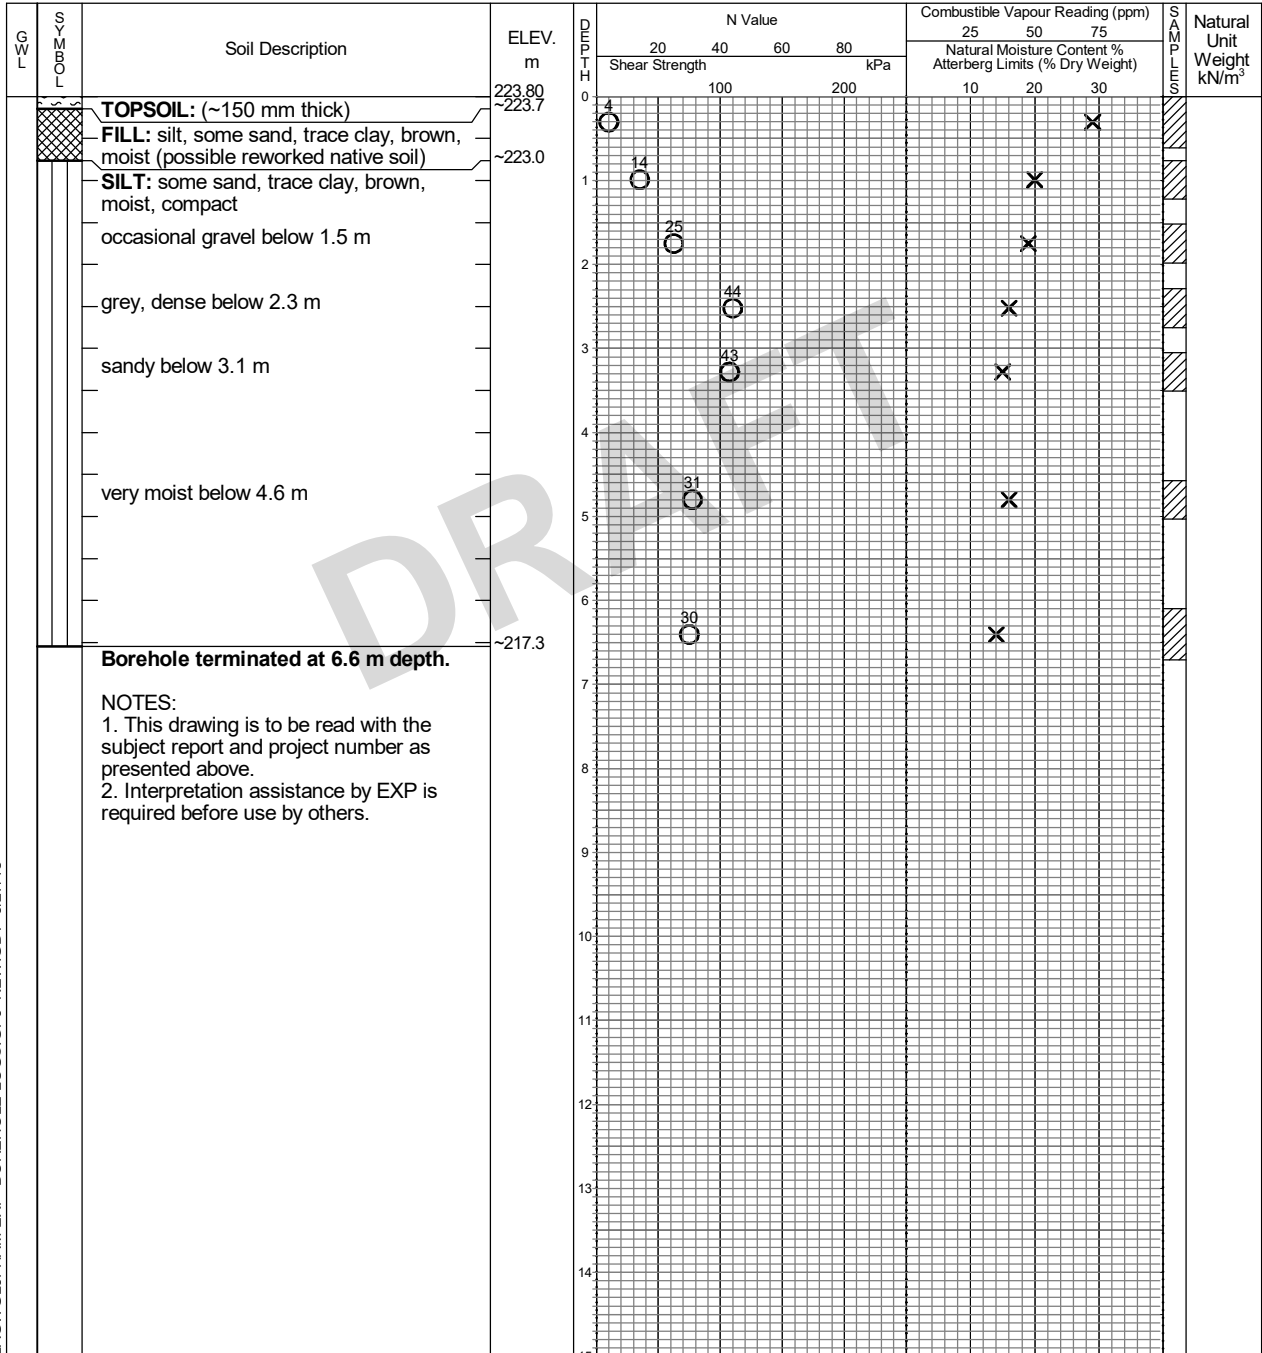 GWL
SYMBOL
Soil Description
ELEV.
m
DEPTH
N Value
20 40 60 80
Shear Strength kPa
100 200
Combustible Vapour Reading (ppm)
25 50 75
Natural Moisture Content %
Atterberg Limits (% Dry Weight)
10 20 30
SAMPLES
Natural
Unit
Weight
kN/m³
223.80
0
TOPSOIL: (~150 mm thick)
~223.7
4
FILL: silt, some sand, trace clay, brown,
moist (possible reworked native soil)
~223.0
14
SILT: some sand, trace clay, brown,
moist, compact
1
occasional gravel below 1.5 m
25
2
grey, dense below 2.3 m
44
3
sandy below 3.1 m
43
4
very moist below 4.6 m
31
5
6
30
~217.3
Borehole terminated at 6.6 m depth.
7
NOTES:
1. This drawing is to be read with the
subject report and project number as
presented above.
2. Interpretation assistance by EXP is
required before use by others.
8
9
10
11
12
13
14
DRAFT